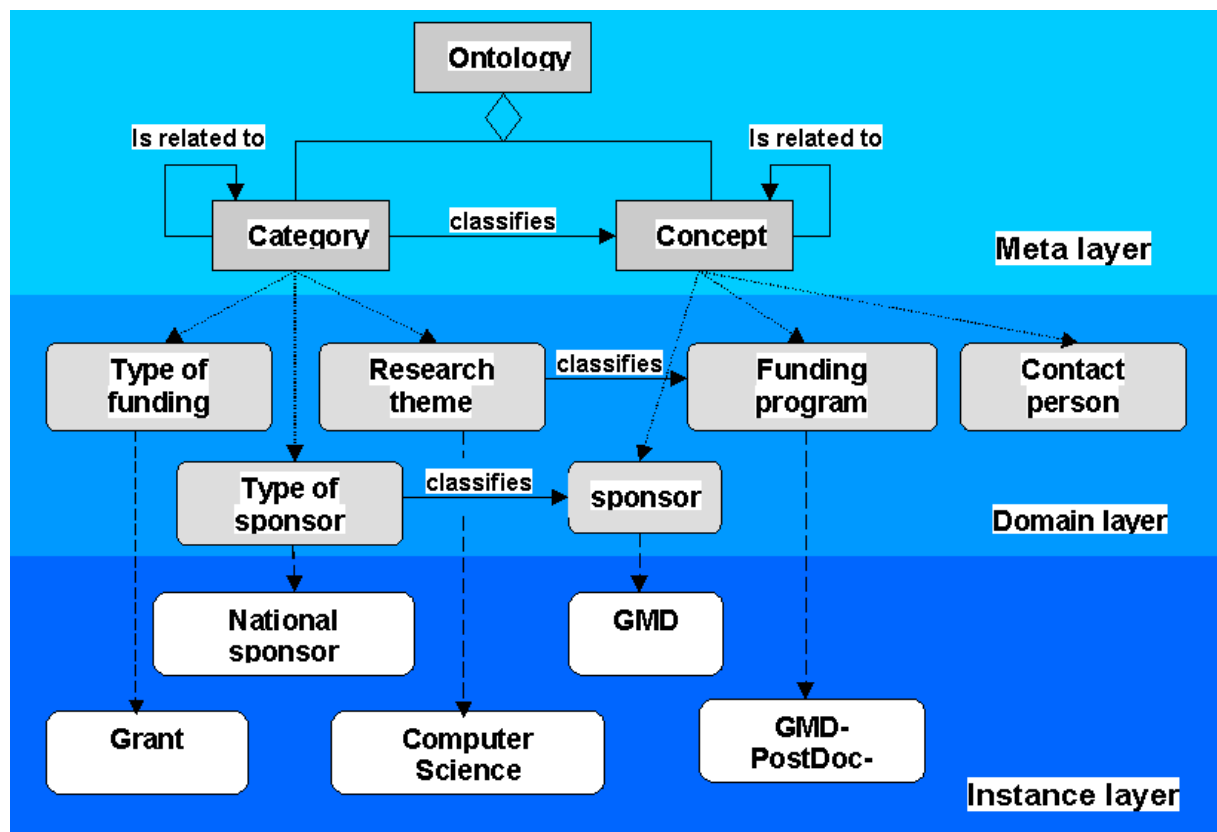 Ontology
Is related to
Is related to
Category
classifies
Concept
Meta layer
Type of
funding
Research
theme
classifies
Funding
program
Contact
person
Type of
sponsor
classifies
sponsor
Domain layer
National
sponsor
GMD
Grant
Computer
Science
GMD-
PostDoc-
Instance layer